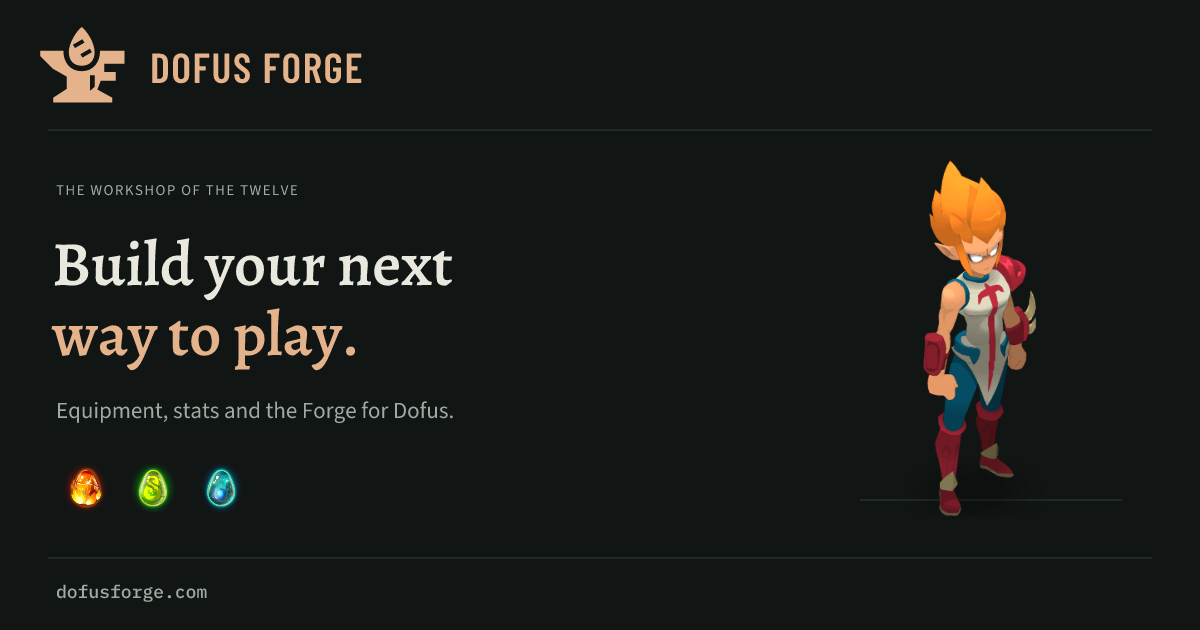 DOFUS FORGE
THE WORKSHOP OF THE TWELVE
Build your next
way to play.
Equipment, stats and the Forge for Dofus.
dofusforge.com